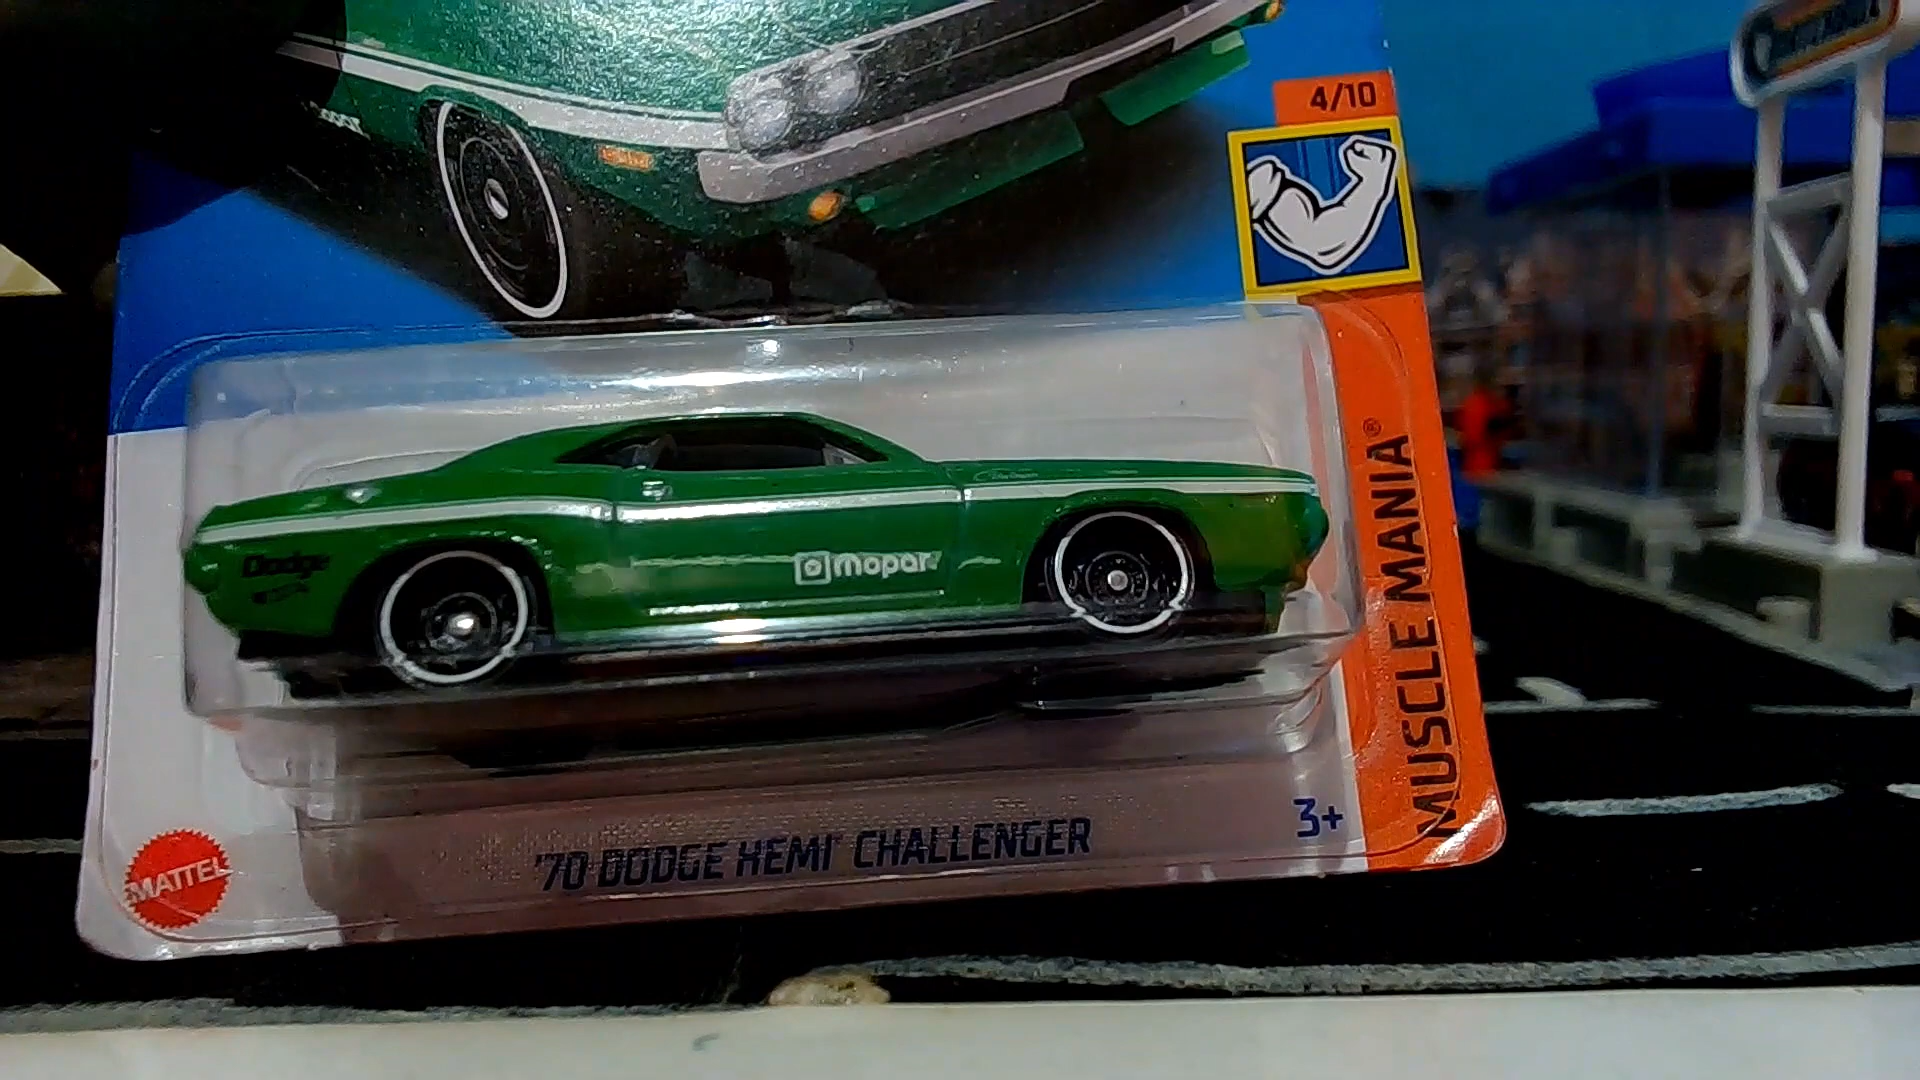 4/10
Dodge
mopar
MUSCLE MANIA®
'70 DODGE HEMI® CHALLENGER
3+
MATTEL